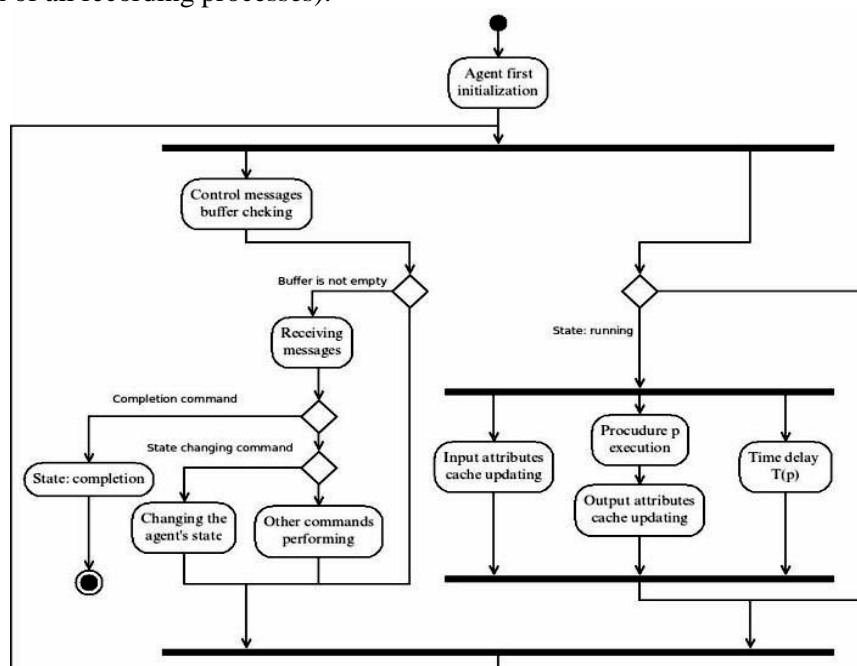 of all recording processes).
Agent first
initialization
Control messages
buffer cheking
Buffer is not empty
Receiving
messages
State: running
Completion command
State changing command
State: completion
Changing the
agent's state
Other commands
performing
Input attributes
cache updating
Procudure p
execution
Output attributes
cache updating
Time delay
T(p)